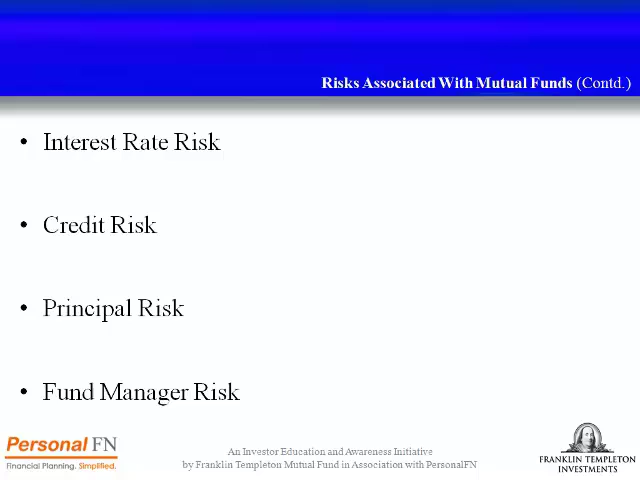 Risks Associated With Mutual Funds (Contd.)
• Interest Rate Risk
• Credit Risk
• Principal Risk
• Fund Manager Risk
Personal FN
Financial Planning. Simplified.
An Investor Education and Awareness Initiative
by Franklin Templeton Mutual Fund in Association with PersonalFN
FRANKLIN TEMPLETON
INVESTMENTS